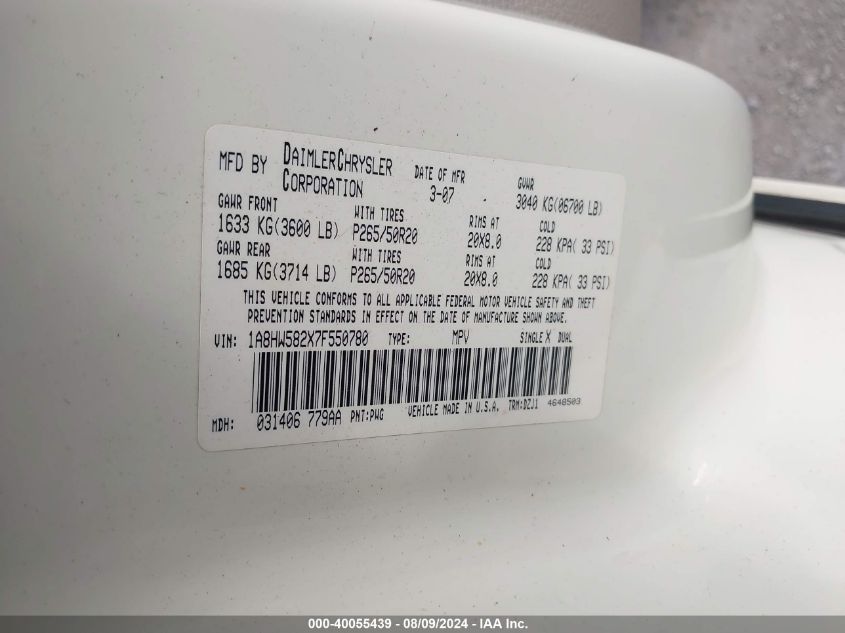 MFD BY DAIMLERCHRYSLER CORPORATION DATE OF MFR 3-07 GVWR 3040 KG(06700 LB)
GAWR FRONT WITH TIRES RIMS AT COLD
1633 KG(3600 LB) P265/50R20 20X8.0 228 KPA( 33 PSI)
GAWR REAR WITH TIRES RIMS AT COLD
1685 KG(3714 LB) P265/50R20 20X8.0 228 KPA( 33 PSI)
THIS VEHICLE CONFORMS TO ALL APPLICABLE FEDERAL MOTOR VEHICLE SAFETY AND THEFT
PREVENTION STANDARDS IN EFFECT ON THE DATE OF MANUFACTURE SHOWN ABOVE.
VIN: 1A8HW582X7F550780 TYPE: MPV SINGLE X DUAL
MDH: 031406 779AA PNT:PWG VEHICLE MADE IN U.S.A. TRM:DZJ1 4648503
000-40055439 - 08/09/2024 - IAA Inc.